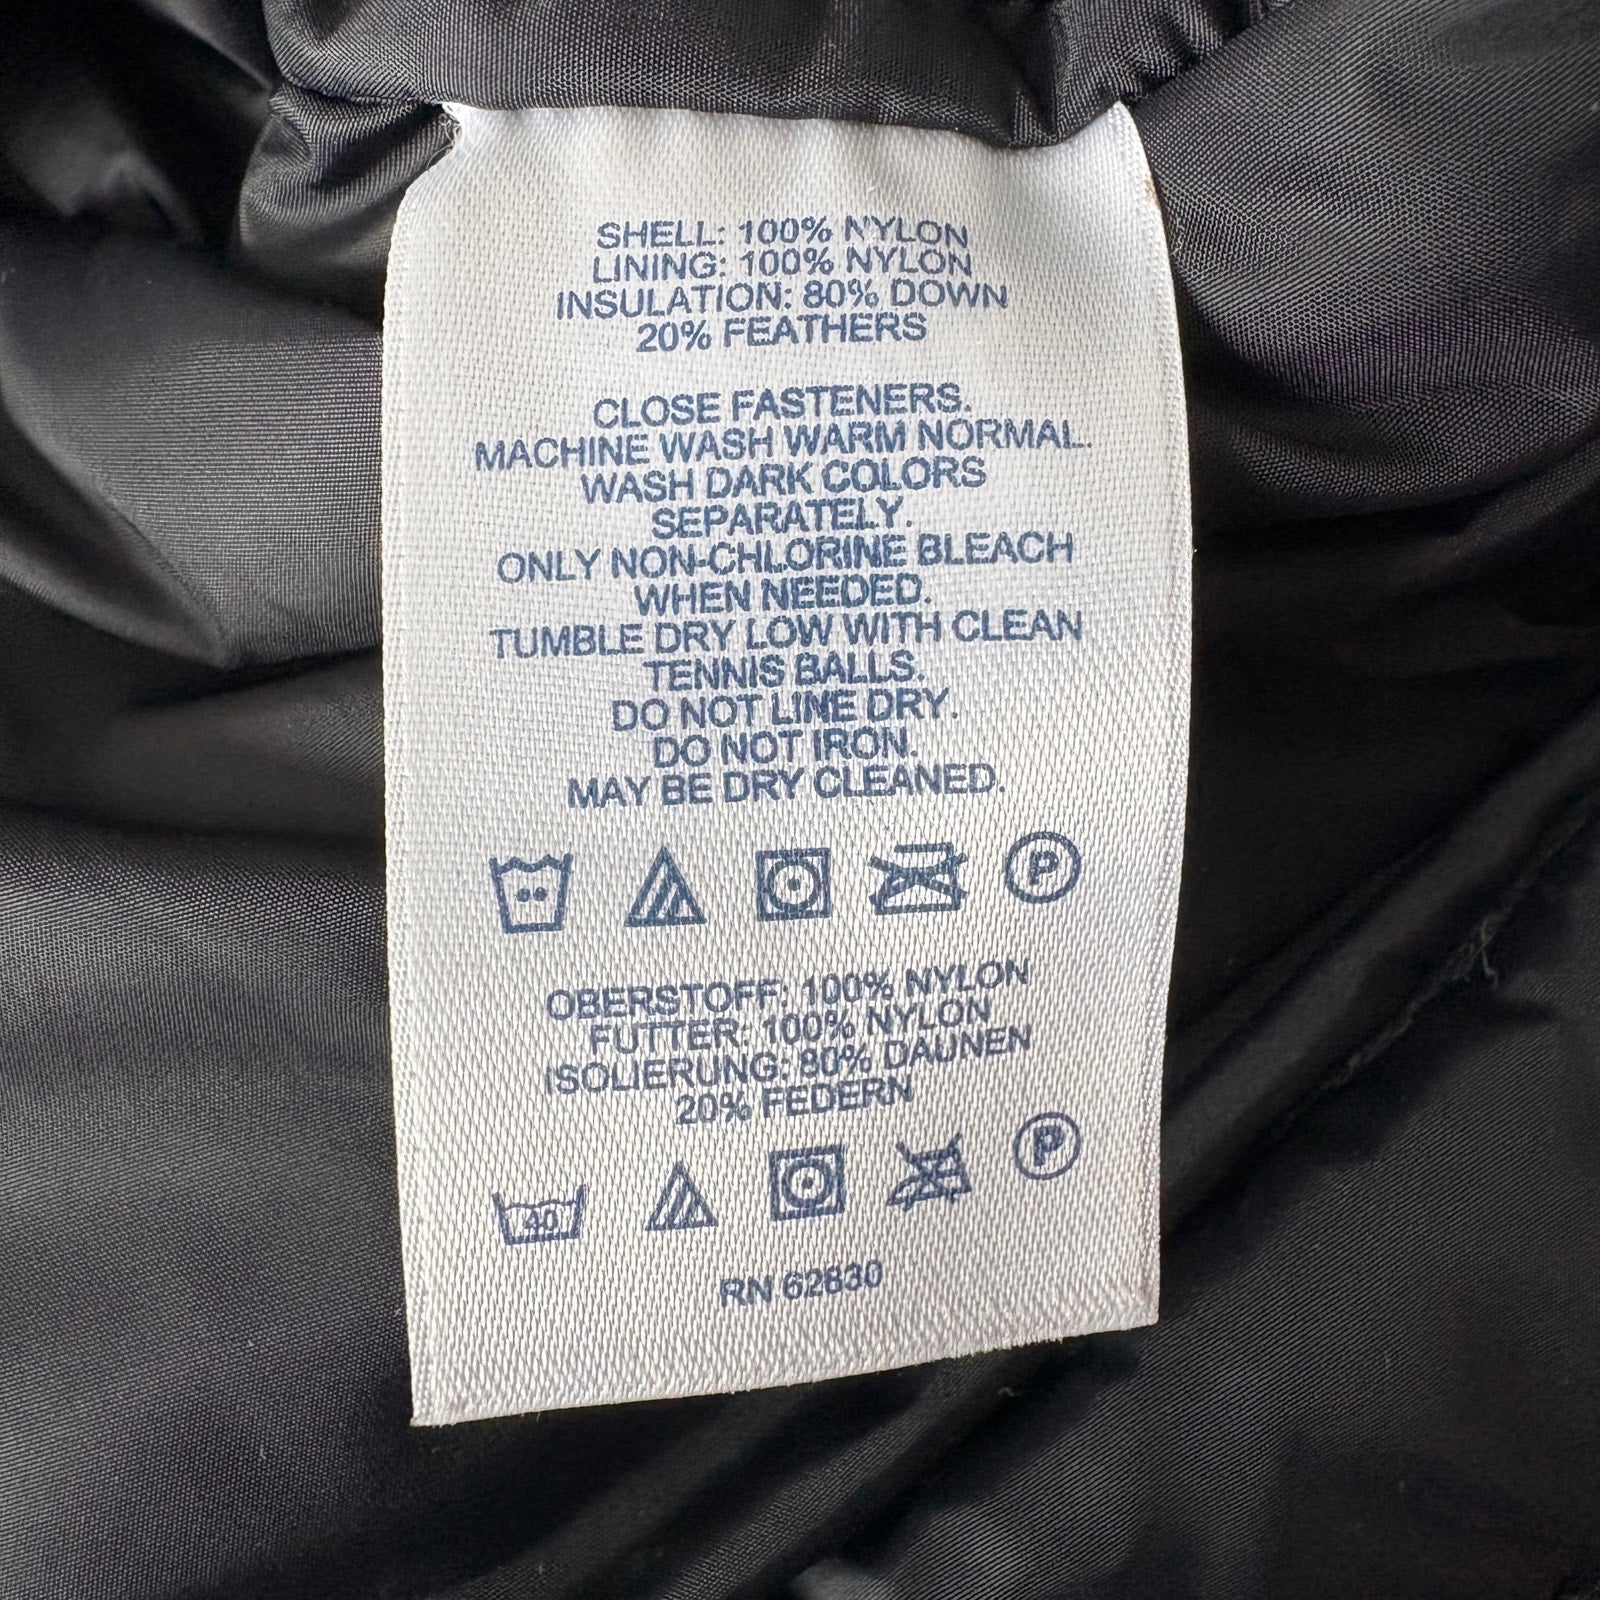 SHELL: 100% NYLON
LINING: 100% NYLON
INSULATION: 80% DOWN
20% FEATHERS
CLOSE FASTENERS.
MACHINE WASH WARM NORMAL.
WASH DARK COLORS
SEPARATELY.
ONLY NON-CHLORINE BLEACH
WHEN NEEDED.
TUMBLE DRY LOW WITH CLEAN
TENNIS BALLS.
DO NOT LINE DRY.
DO NOT IRON.
MAY BE DRY CLEANED.
P
OBERSTOFF: 100% NYLON
FUTTER: 100% NYLON
ISOLIERUNG: 80% DAUNEN
20% FEDERN
40 P
RN 62830